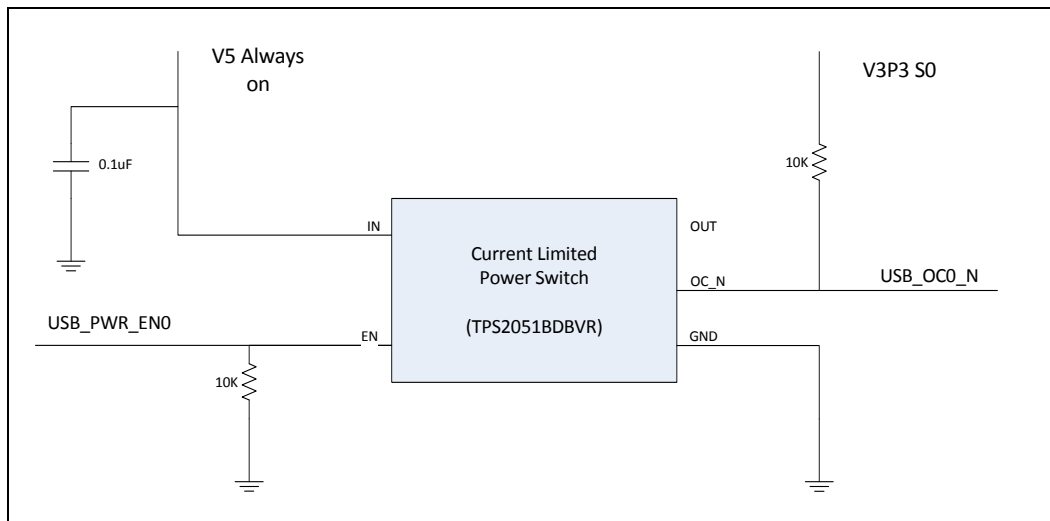 V5 Always
on
V3P3 S0
0.1uF
10K
IN
OUT
Current Limited
Power Switch
OC_N
USB_OC0_N
USB_PWR_EN0
(TPS2051BDBVR)
EN
GND
10K